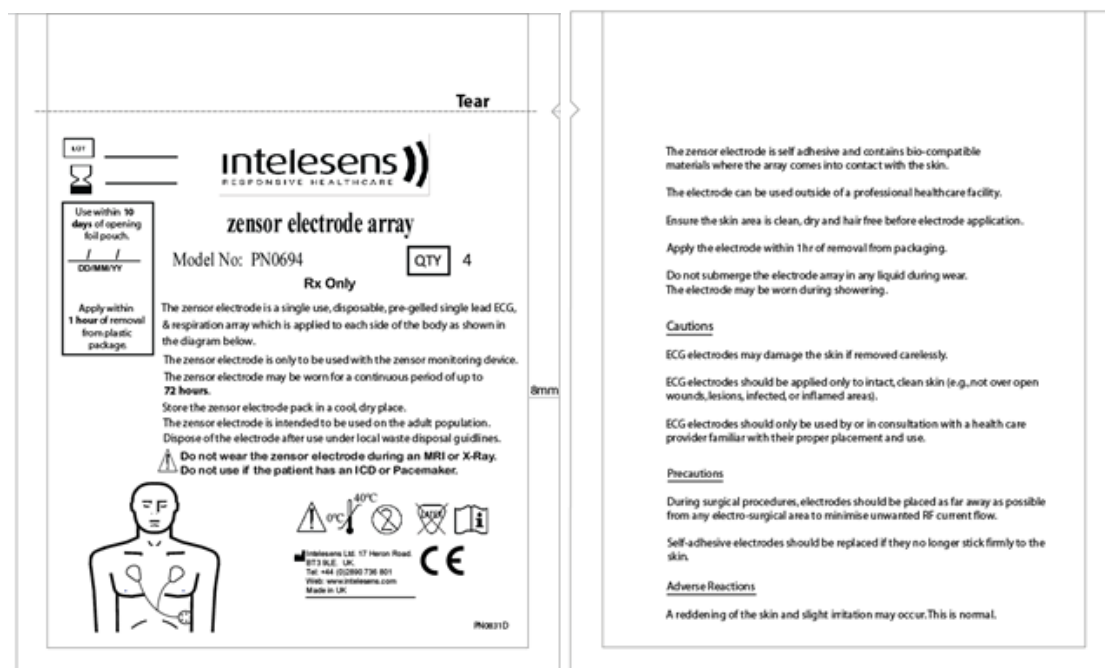 Tear
LOT
intelesens
RESPONSIVE HEALTHCARE
zensor electrode array
Model No: PN0694
QTY 4
Rx Only
Use within 10
days of opening
foil pouch.
/ /
DD/MM/YY
Apply within
1 hour of removal
from plastic
package.
The zensor electrode is a single use, disposable, pre-gelled single lead ECG,
& respiration array which is applied to each side of the body as shown in
the diagram below.
The zensor electrode is only to be used with the zensor monitoring device.
The zensor electrode may be worn for a continuous period of up to
72 hours.
Store the zensor electrode pack in a cool, dry place.
The zensor electrode is intended to be used on the adult population.
Dispose of the electrode after use under local waste disposal guidlines.
Do not wear the zensor electrode during an MRI or X-Ray.
Do not use if the patient has an ICD or Pacemaker.
0°C 40°C
2
LATEX
i
Intelesens Ltd. 17 Heron Road.
BT3 9LE. UK.
Tel: +44 (0)2890 736 801
Web: www.intelesens.com
Made in UK
CE
PN0831D
8mm
The zensor electrode is self adhesive and contains bio-compatible
materials where the array comes into contact with the skin.
The electrode can be used outside of a professional healthcare facility.
Ensure the skin area is clean, dry and hair free before electrode application.
Apply the electrode within 1hr of removal from packaging.
Do not submerge the electrode array in any liquid during wear.
The electrode may be worn during showering.
Cautions
ECG electrodes may damage the skin if removed carelessly.
ECG electrodes should be applied only to intact, clean skin (e.g., not over open
wounds, lesions, infected, or inflamed areas).
ECG electrodes should only be used by or in consultation with a health care
provider familiar with their proper placement and use.
Precautions
During surgical procedures, electrodes should be placed as far away as possible
from any electro-surgical area to minimise unwanted RF current flow.
Self-adhesive electrodes should be replaced if they no longer stick firmly to the
skin.
Adverse Reactions
A reddening of the skin and slight irritation may occur. This is normal.